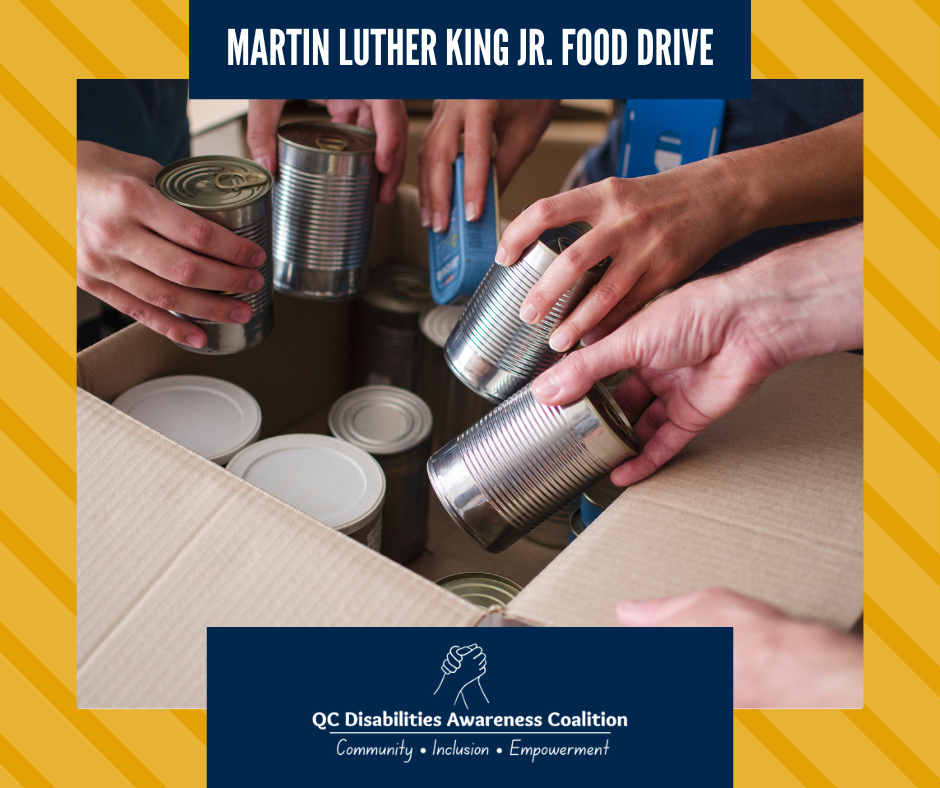 MARTIN LUTHER KING JR. FOOD DRIVE
QC Disabilities Awareness Coalition
Community • Inclusion • Empowerment